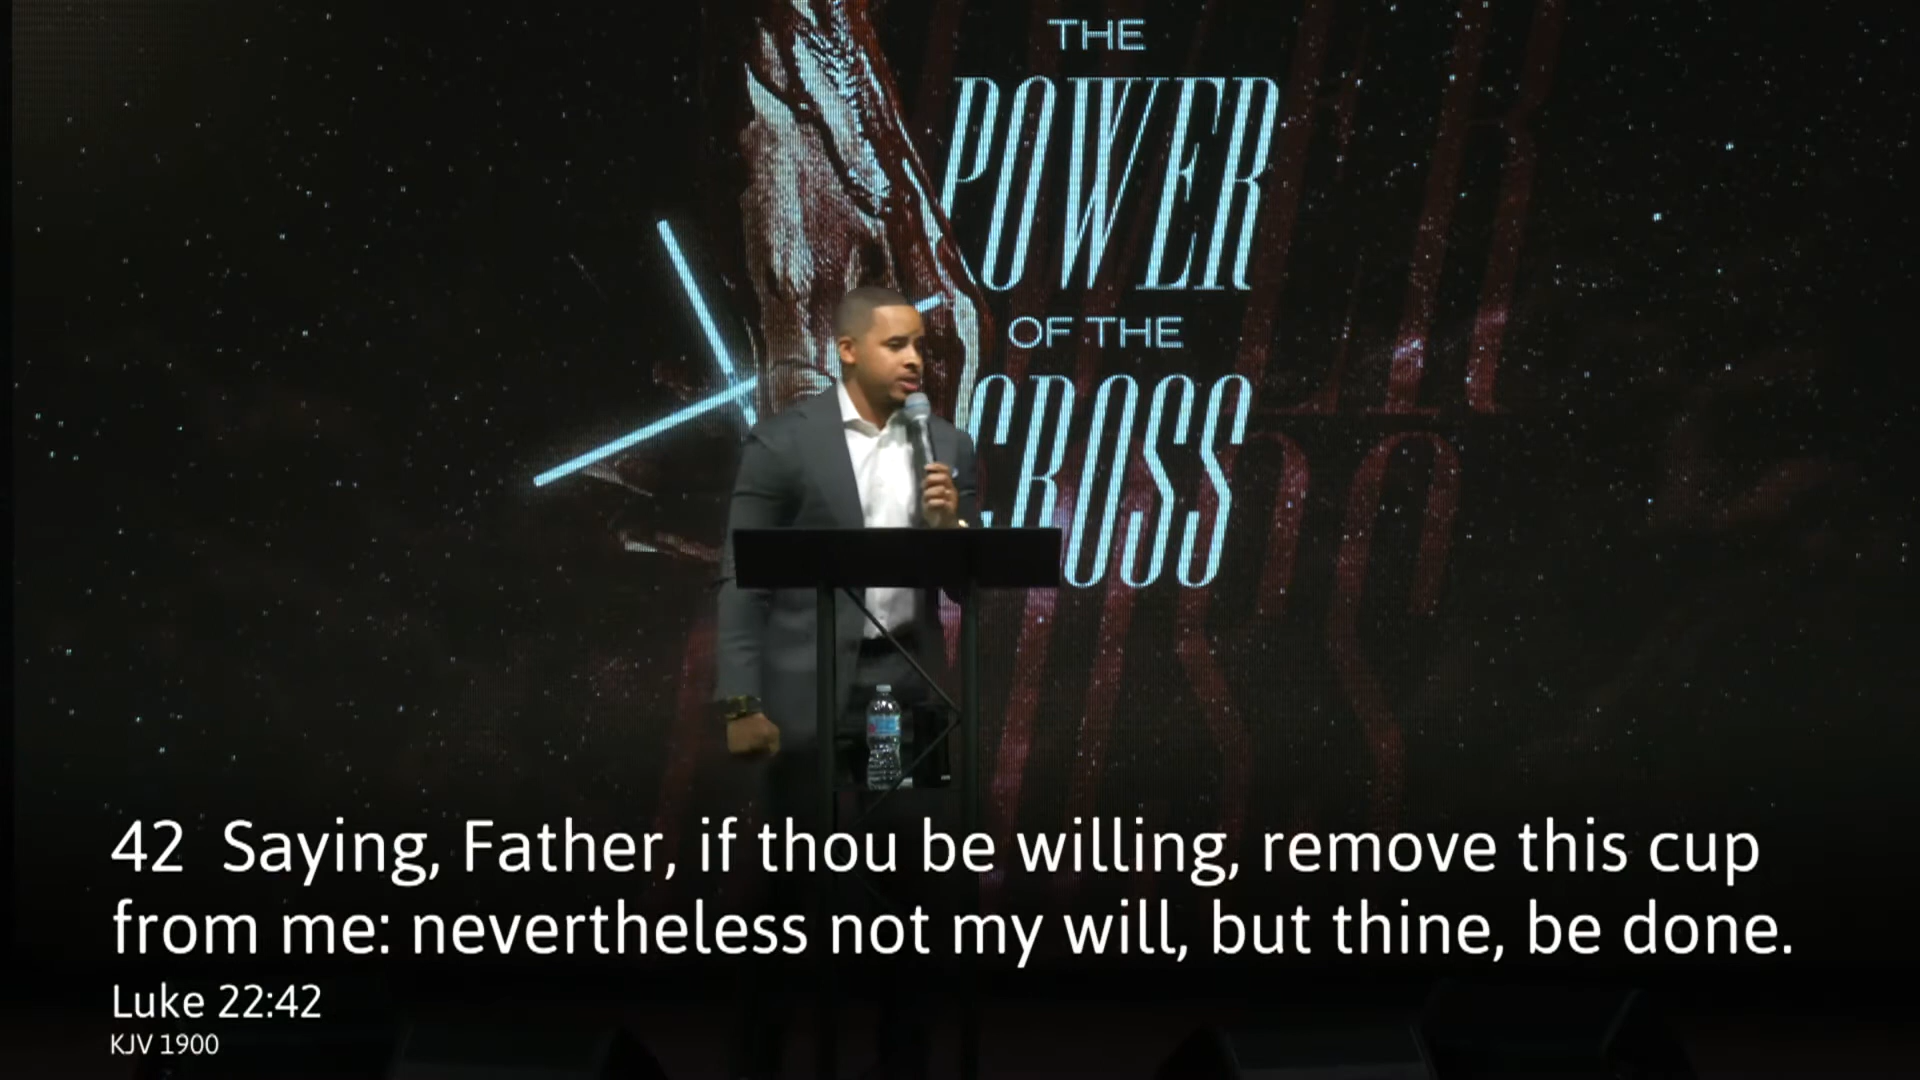 THE
POWER
OF THE
CROSS
42 Saying, Father, if thou be willing, remove this cup
from me: nevertheless not my will, but thine, be done.
Luke 22:42
KJV 1900